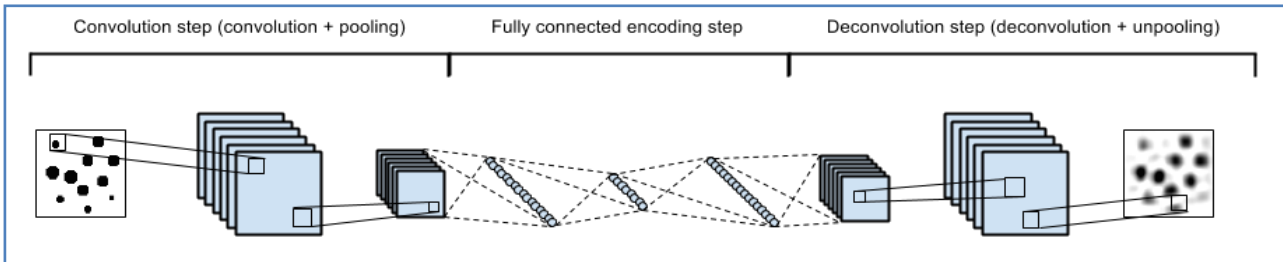 Convolution step (convolution + pooling)
Fully connected encoding step
Deconvolution step (deconvolution + unpooling)